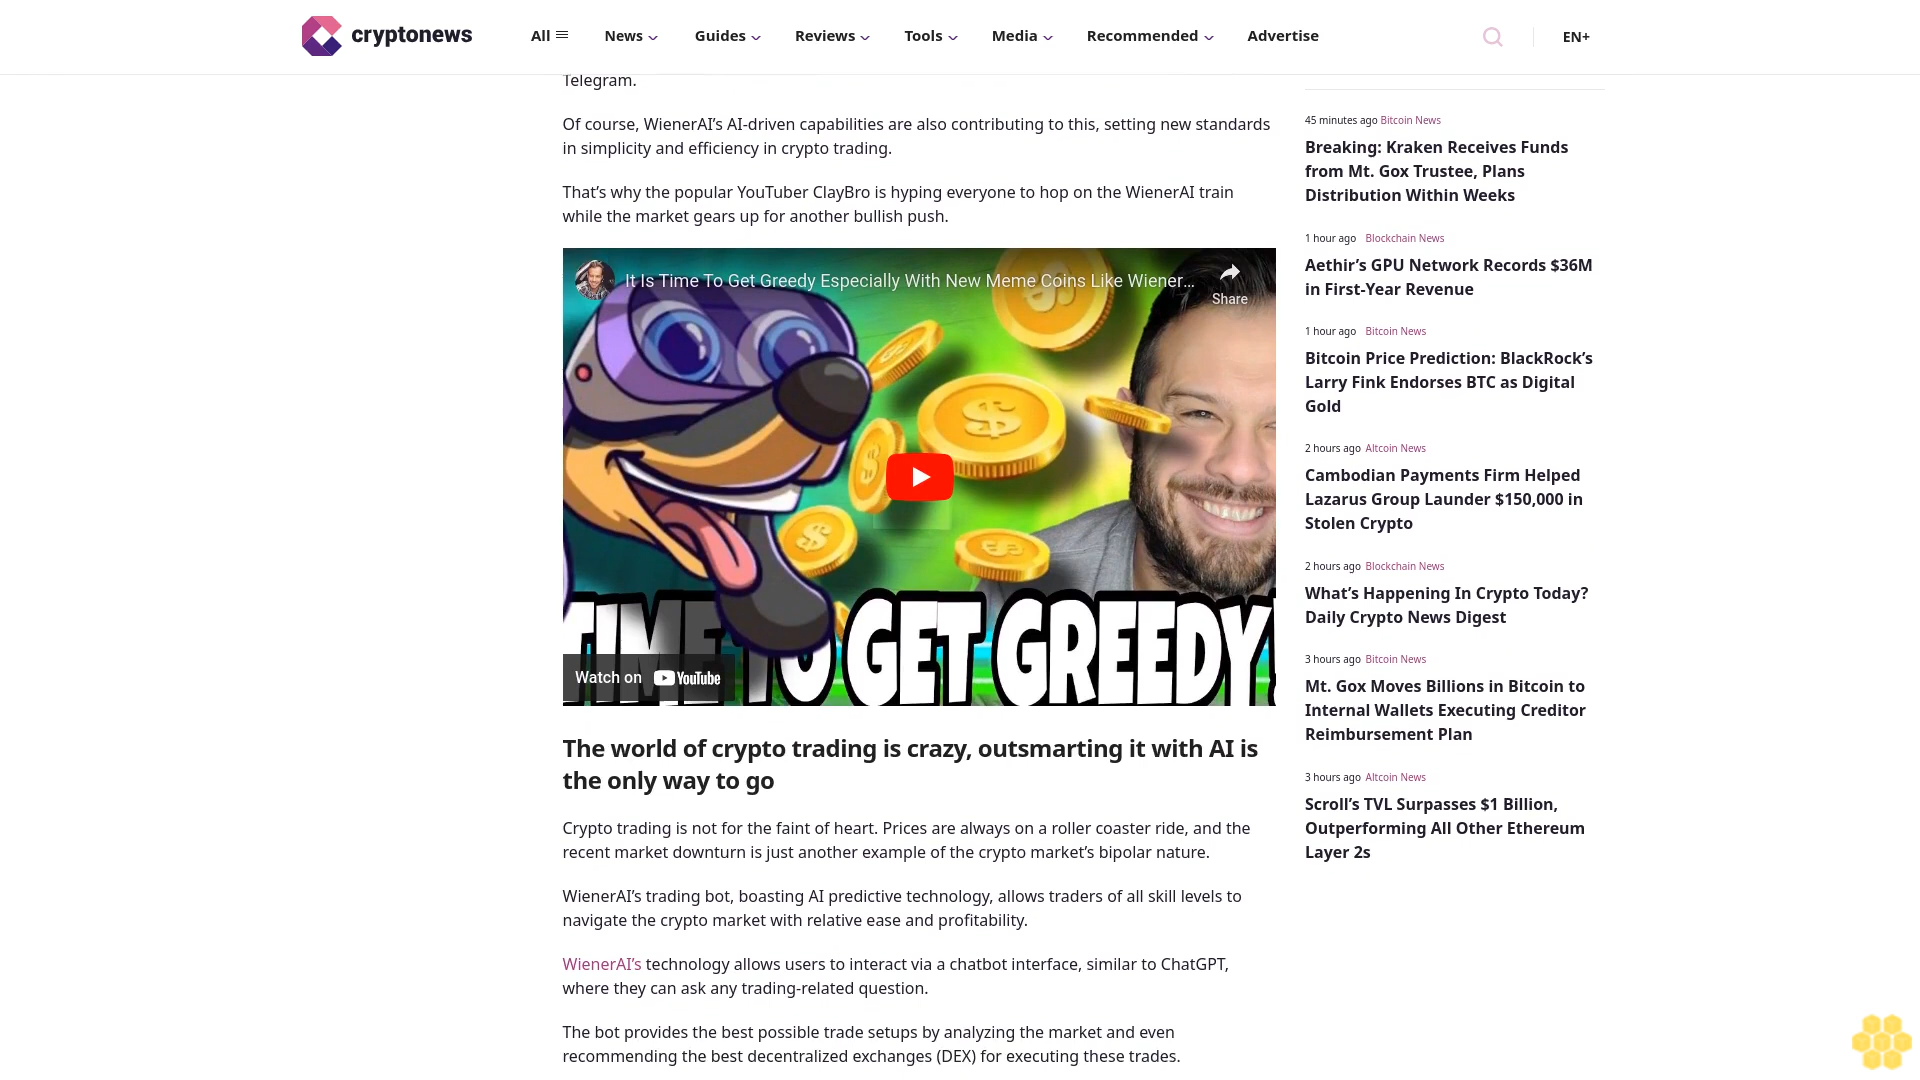 cryptonews
All
News
Guides
Reviews
Tools
Media
Recommended
Advertise
EN+
Telegram.
Of course, WienerAI’s AI-driven capabilities are also contributing to this, setting new standards
in simplicity and efficiency in crypto trading.
That’s why the popular YouTuber ClayBro is hyping everyone to hop on the WienerAI train
while the market gears up for another bullish push.
It Is Time To Get Greedy Especially With New Meme Coins Like Wiener...
Share
TIME TO GET GREEDY!
Watch on YouTube
The world of crypto trading is crazy, outsmarting it with AI is
the only way to go
Crypto trading is not for the faint of heart. Prices are always on a roller coaster ride, and the
recent market downturn is just another example of the crypto market’s bipolar nature.
WienerAI’s trading bot, boasting AI predictive technology, allows traders of all skill levels to
navigate the crypto market with relative ease and profitability.
WienerAI’s technology allows users to interact via a chatbot interface, similar to ChatGPT,
where they can ask any trading-related question.
The bot provides the best possible trade setups by analyzing the market and even
recommending the best decentralized exchanges (DEX) for executing these trades.
45 minutes ago Bitcoin News
Breaking: Kraken Receives Funds
from Mt. Gox Trustee, Plans
Distribution Within Weeks
1 hour ago Blockchain News
Aethir’s GPU Network Records $36M
in First-Year Revenue
1 hour ago Bitcoin News
Bitcoin Price Prediction: BlackRock’s
Larry Fink Endorses BTC as Digital
Gold
2 hours ago Altcoin News
Cambodian Payments Firm Helped
Lazarus Group Launder $150,000 in
Stolen Crypto
2 hours ago Blockchain News
What’s Happening In Crypto Today?
Daily Crypto News Digest
3 hours ago Bitcoin News
Mt. Gox Moves Billions in Bitcoin to
Internal Wallets Executing Creditor
Reimbursement Plan
3 hours ago Altcoin News
Scroll’s TVL Surpasses $1 Billion,
Outperforming All Other Ethereum
Layer 2s